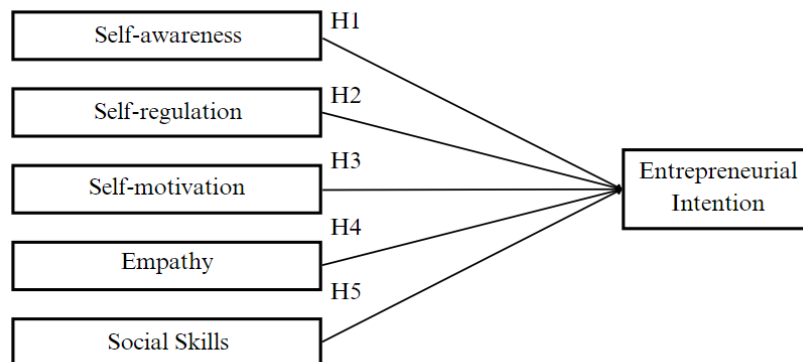 H1
Self-awareness
H2
Self-regulation
H3
Self-motivation
H4
Empathy
H5
Social Skills
Entrepreneurial
Intention